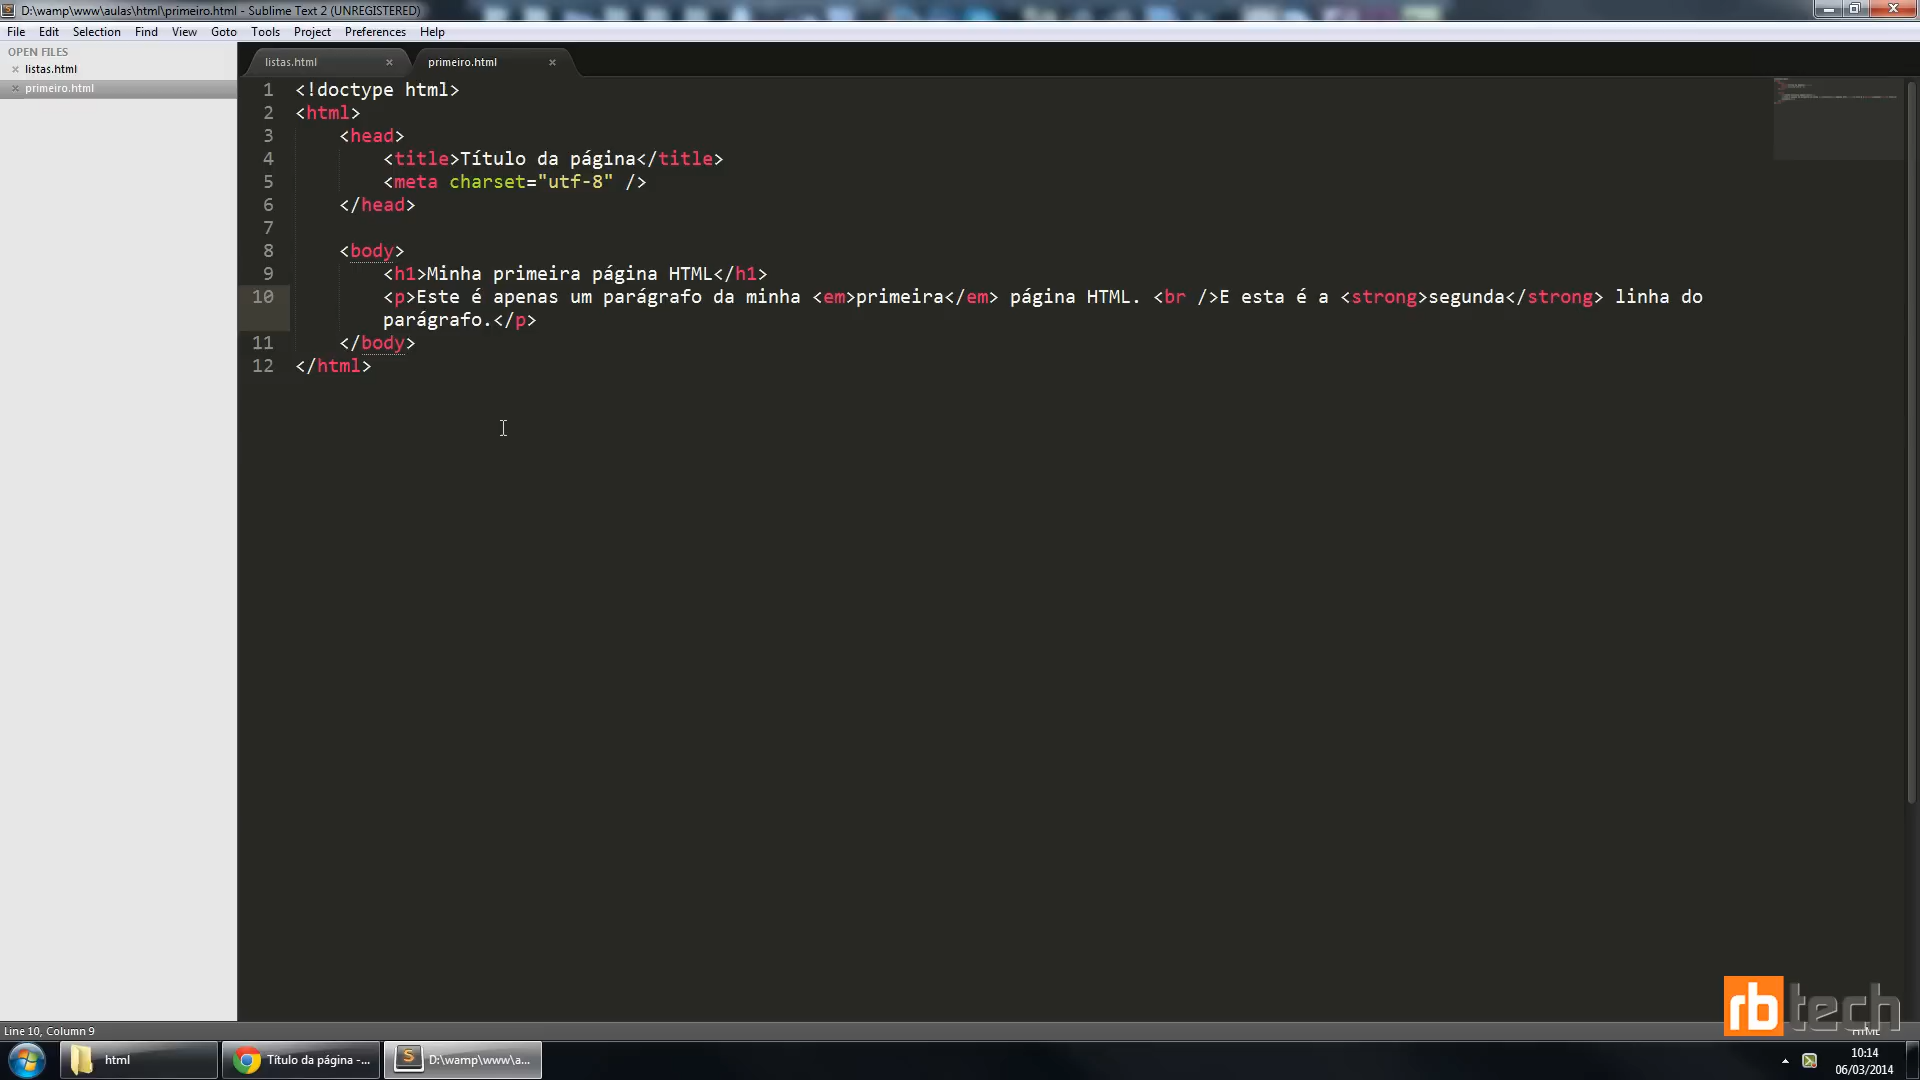 D:\wamp\www\aulas\html\primeiro.html - Sublime Text 2 (UNREGISTERED)
File Edit Selection Find View Goto Tools Project Preferences Help
OPEN FILES
listas.html
primeiro.html
listas.html
primeiro.html
1 <!doctype html>
2 <html>
3 <head>
4 <title>Título da página</title>
5 <meta charset="utf-8" />
6 </head>
7
8 <body>
9 <h1>Minha primeira página HTML</h1>
10 <p>Este é apenas um parágrafo da minha <em>primeira</em> página HTML. <br />E esta é a <strong>segunda</strong> linha do
parágrafo.</p>
11 </body>
12 </html>
rbtech
Line 10, Column 9
HTML
html
Título da página -...
D:\wamp\www\a...
10:14
06/03/2014